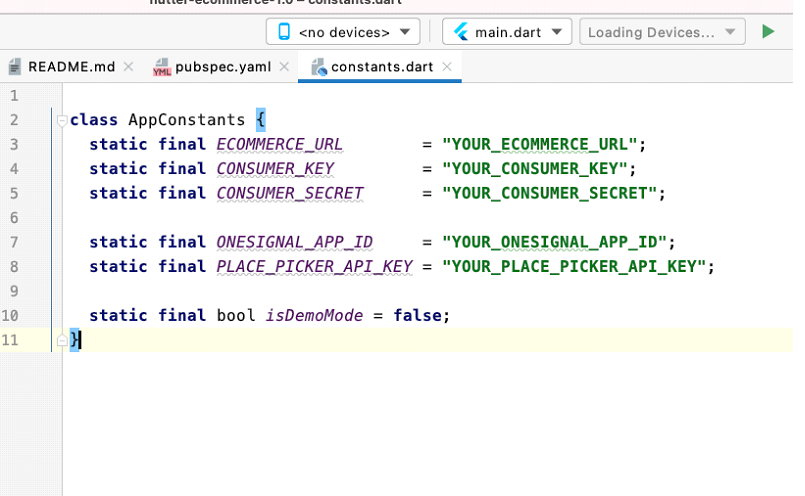 flutter-ecommerce-1.0 – constants.dart
<no devices> main.dart Loading Devices...
README.md pubspec.yaml constants.dart
1
2 class AppConstants {
3 static final ECOMMERCE_URL = "YOUR_ECOMMERCE_URL";
4 static final CONSUMER_KEY = "YOUR_CONSUMER_KEY";
5 static final CONSUMER_SECRET = "YOUR_CONSUMER_SECRET";
6
7 static final ONESIGNAL_APP_ID = "YOUR_ONESIGNAL_APP_ID";
8 static final PLACE_PICKER_API_KEY = "YOUR_PLACE_PICKER_API_KEY";
9
10 static final bool isDemoMode = false;
11 }